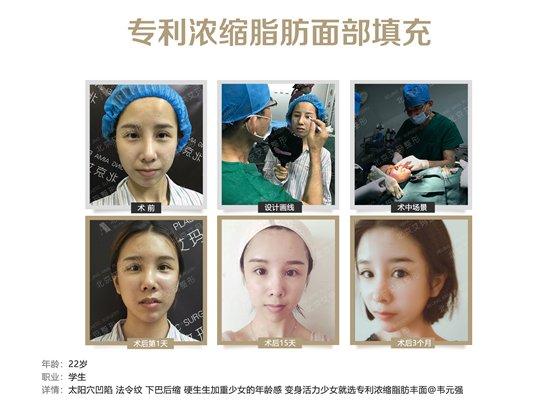 专利浓缩脂肪面部填充
术 前
设计画线
术中场景
术后第1天
术后15天
术后3个月
年龄：22岁
职业：学生
详情：太阳穴凹陷 法令纹 下巴后缩 硬生生加重少女的年龄感 变身活力少女就选专利浓缩脂肪丰面@韦元强